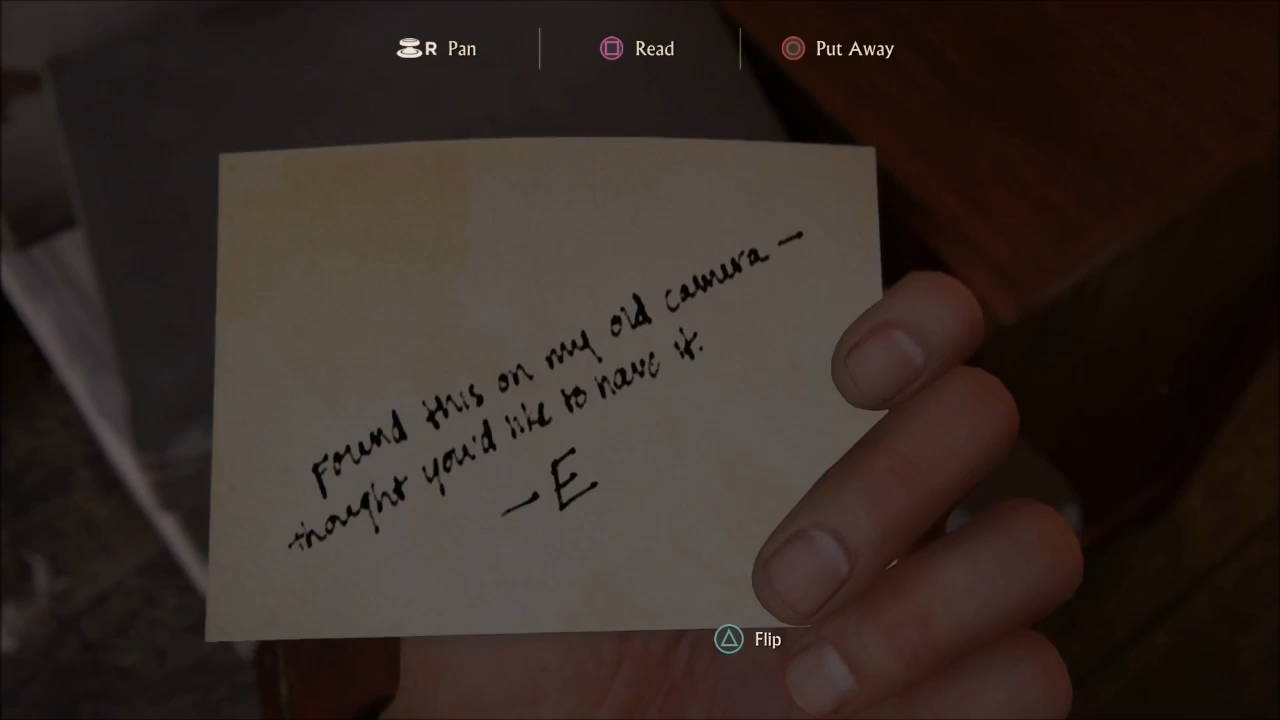 R Pan
Read
Put Away
Found this on my old camera —
thought you'd like to have it.
—E
Flip